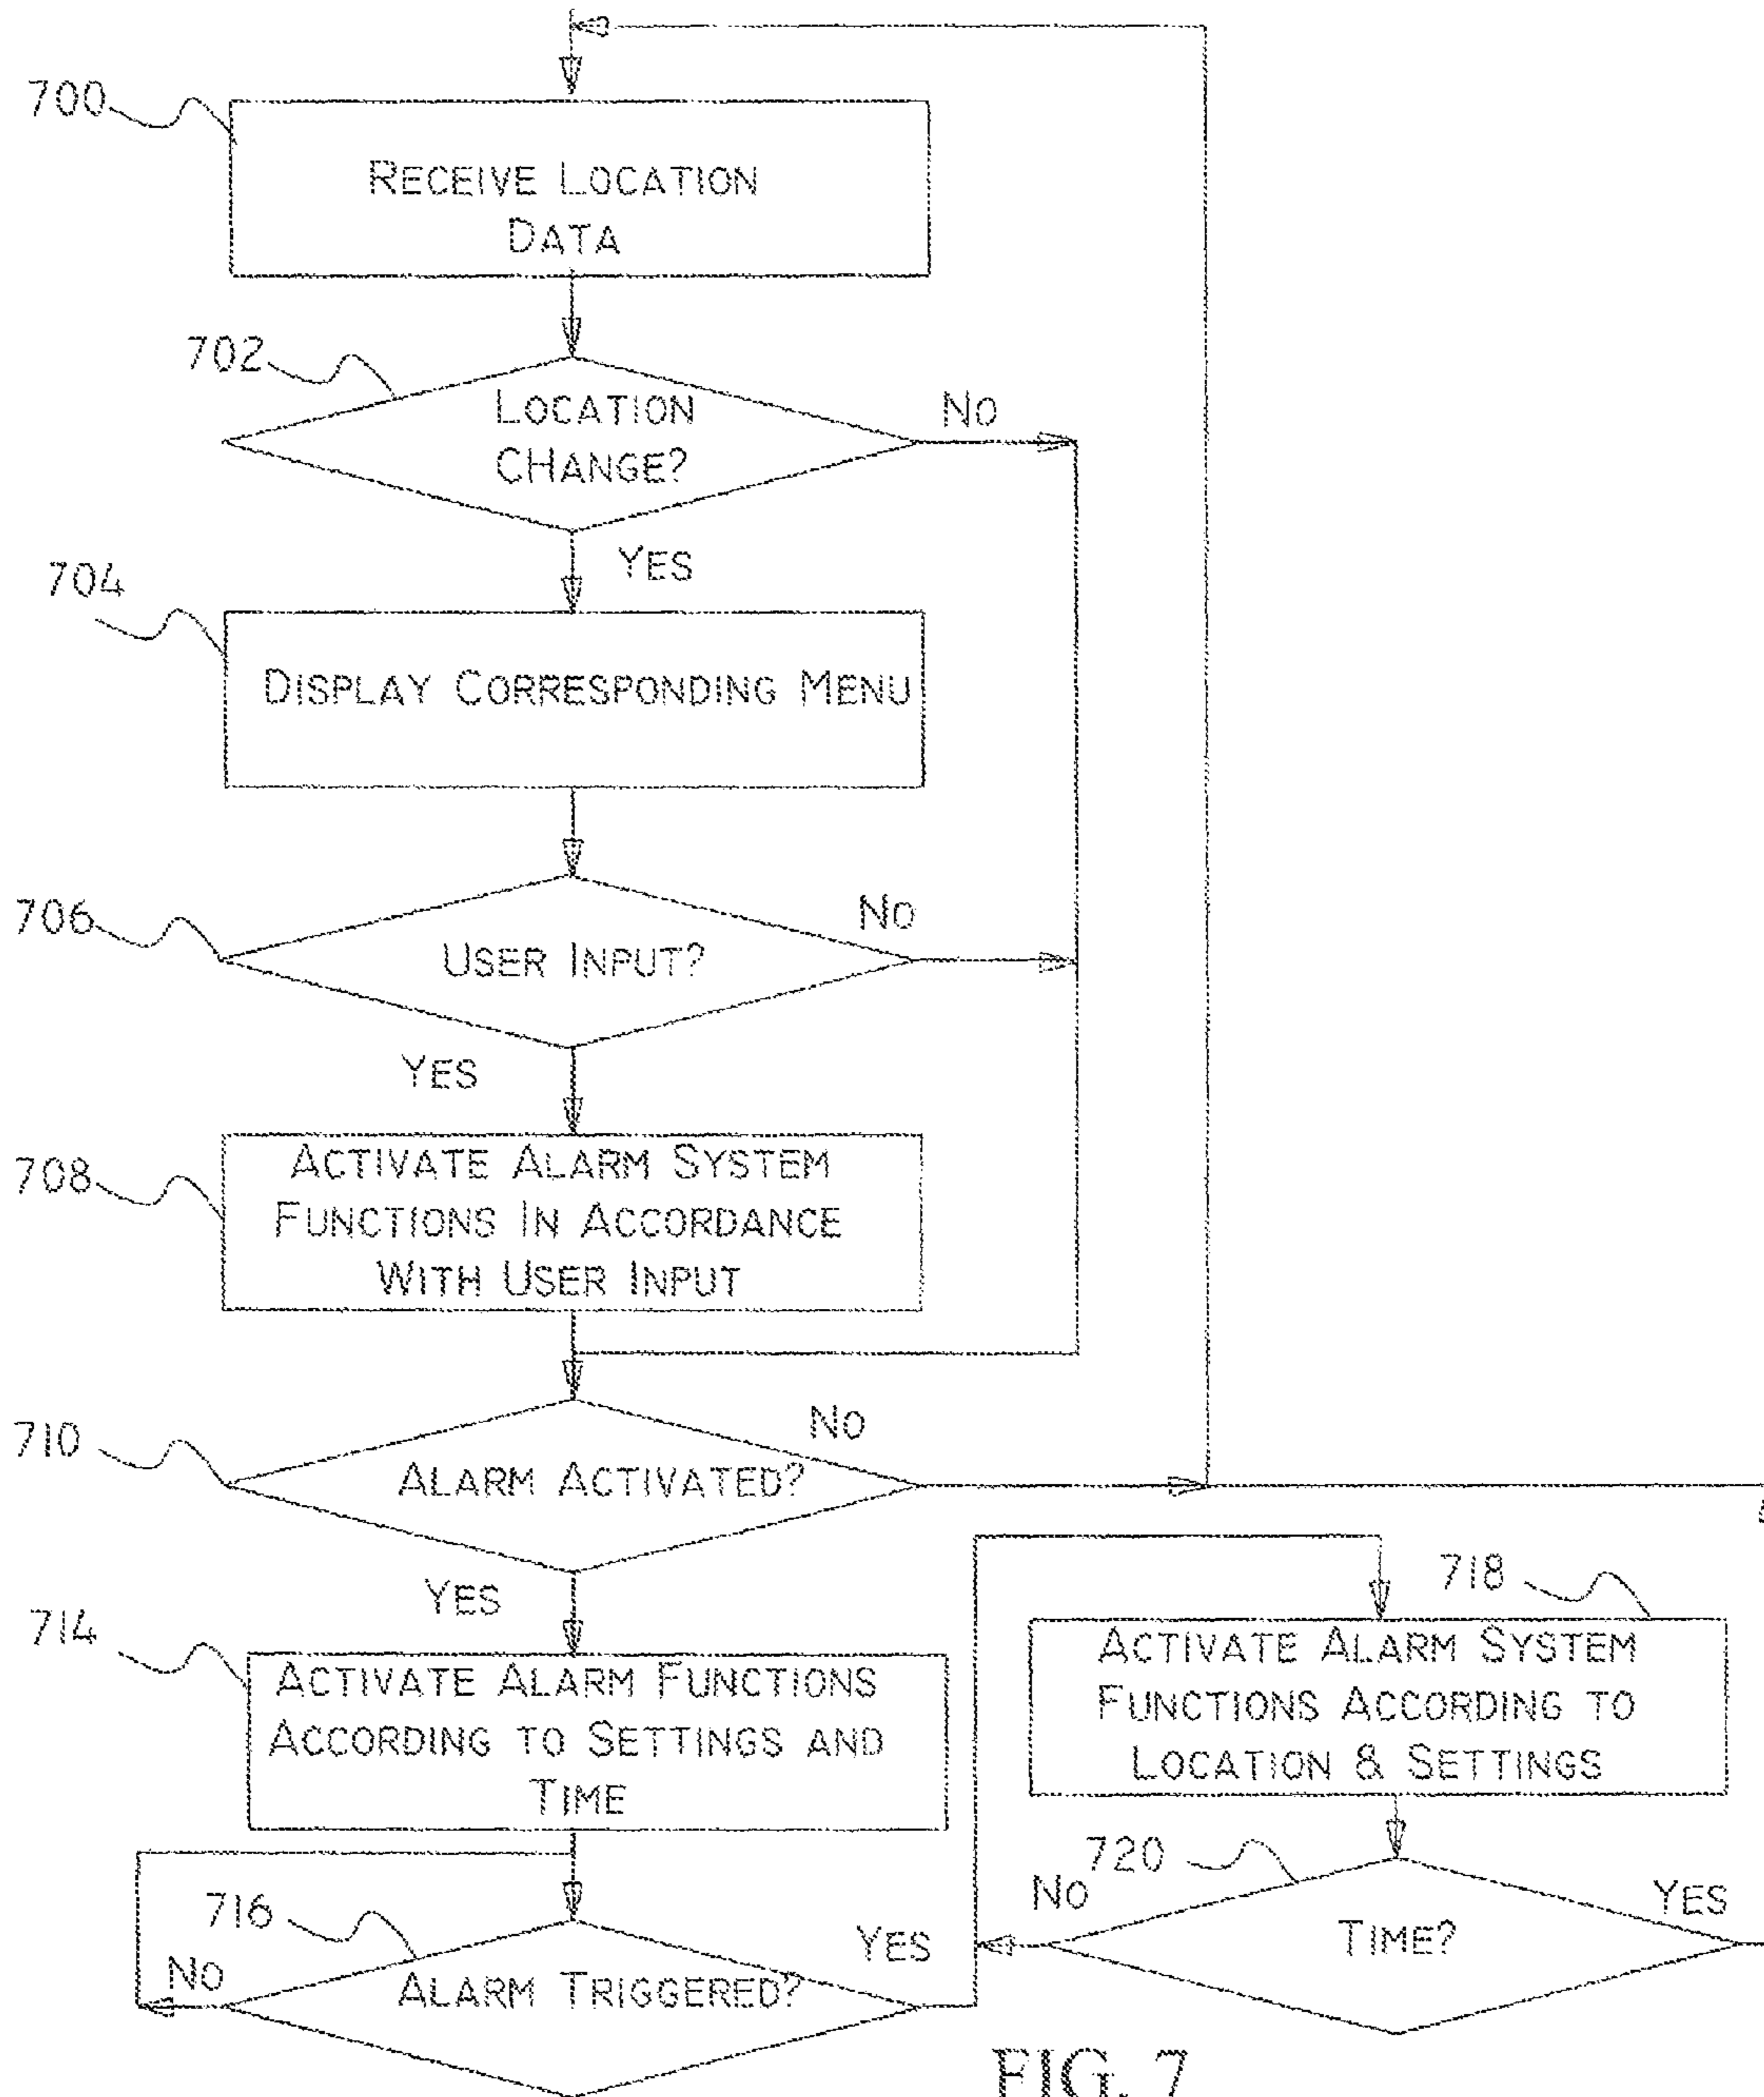 700
RECEIVE LOCATION
DATA
702
LOCATION
CHANGE?
NO
YES
704
DISPLAY CORRESPONDING MENU
706
USER INPUT?
NO
YES
708
ACTIVATE ALARM SYSTEM
FUNCTIONS IN ACCORDANCE
WITH USER INPUT
710
ALARM ACTIVATED?
NO
YES
714
ACTIVATE ALARM FUNCTIONS
ACCORDING TO SETTINGS AND
TIME
716
ALARM TRIGGERED?
NO
YES
718
ACTIVATE ALARM SYSTEM
FUNCTIONS ACCORDING TO
LOCATION & SETTINGS
720
TIME?
NO
YES
FIG. 7